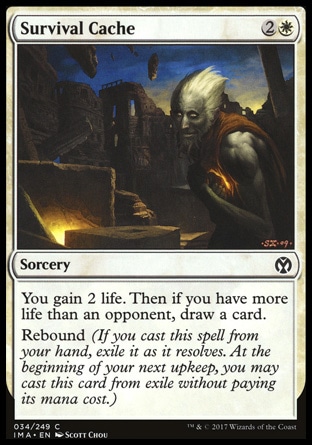 Survival Cache 2
·SZ·09·
Sorcery
You gain 2 life. Then if you have more
life than an opponent, draw a card.
Rebound (If you cast this spell from
your hand, exile it as it resolves. At the
beginning of your next upkeep, you may
cast this card from exile without paying
its mana cost.)
034/249 C
IMA • EN Scott Chou ™ & © 2017 Wizards of the Coast